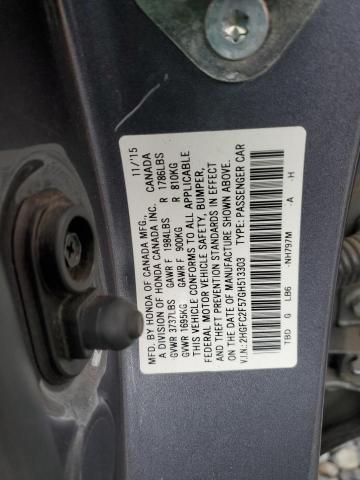 MFD. BY HONDA OF CANADA MFG., 11/15
A DIVISION OF HONDA CANADA INC. CANADA
GVWR 3737LBS GAWR F 1984LBS R 1786LBS
GVWR 1695KG GAWR F 900KG R 810KG
THIS VEHICLE CONFORMS TO ALL APPLICABLE
FEDERAL MOTOR VEHICLE SAFETY, BUMPER,
AND THEFT PREVENTION STANDARDS IN EFFECT
ON THE DATE OF MANUFACTURE SHOWN ABOVE.
V.I.N.: 2HGFC2F57GH513303 TYPE: PASSENGER CAR
TBD G LB6 -NH797M -A -H